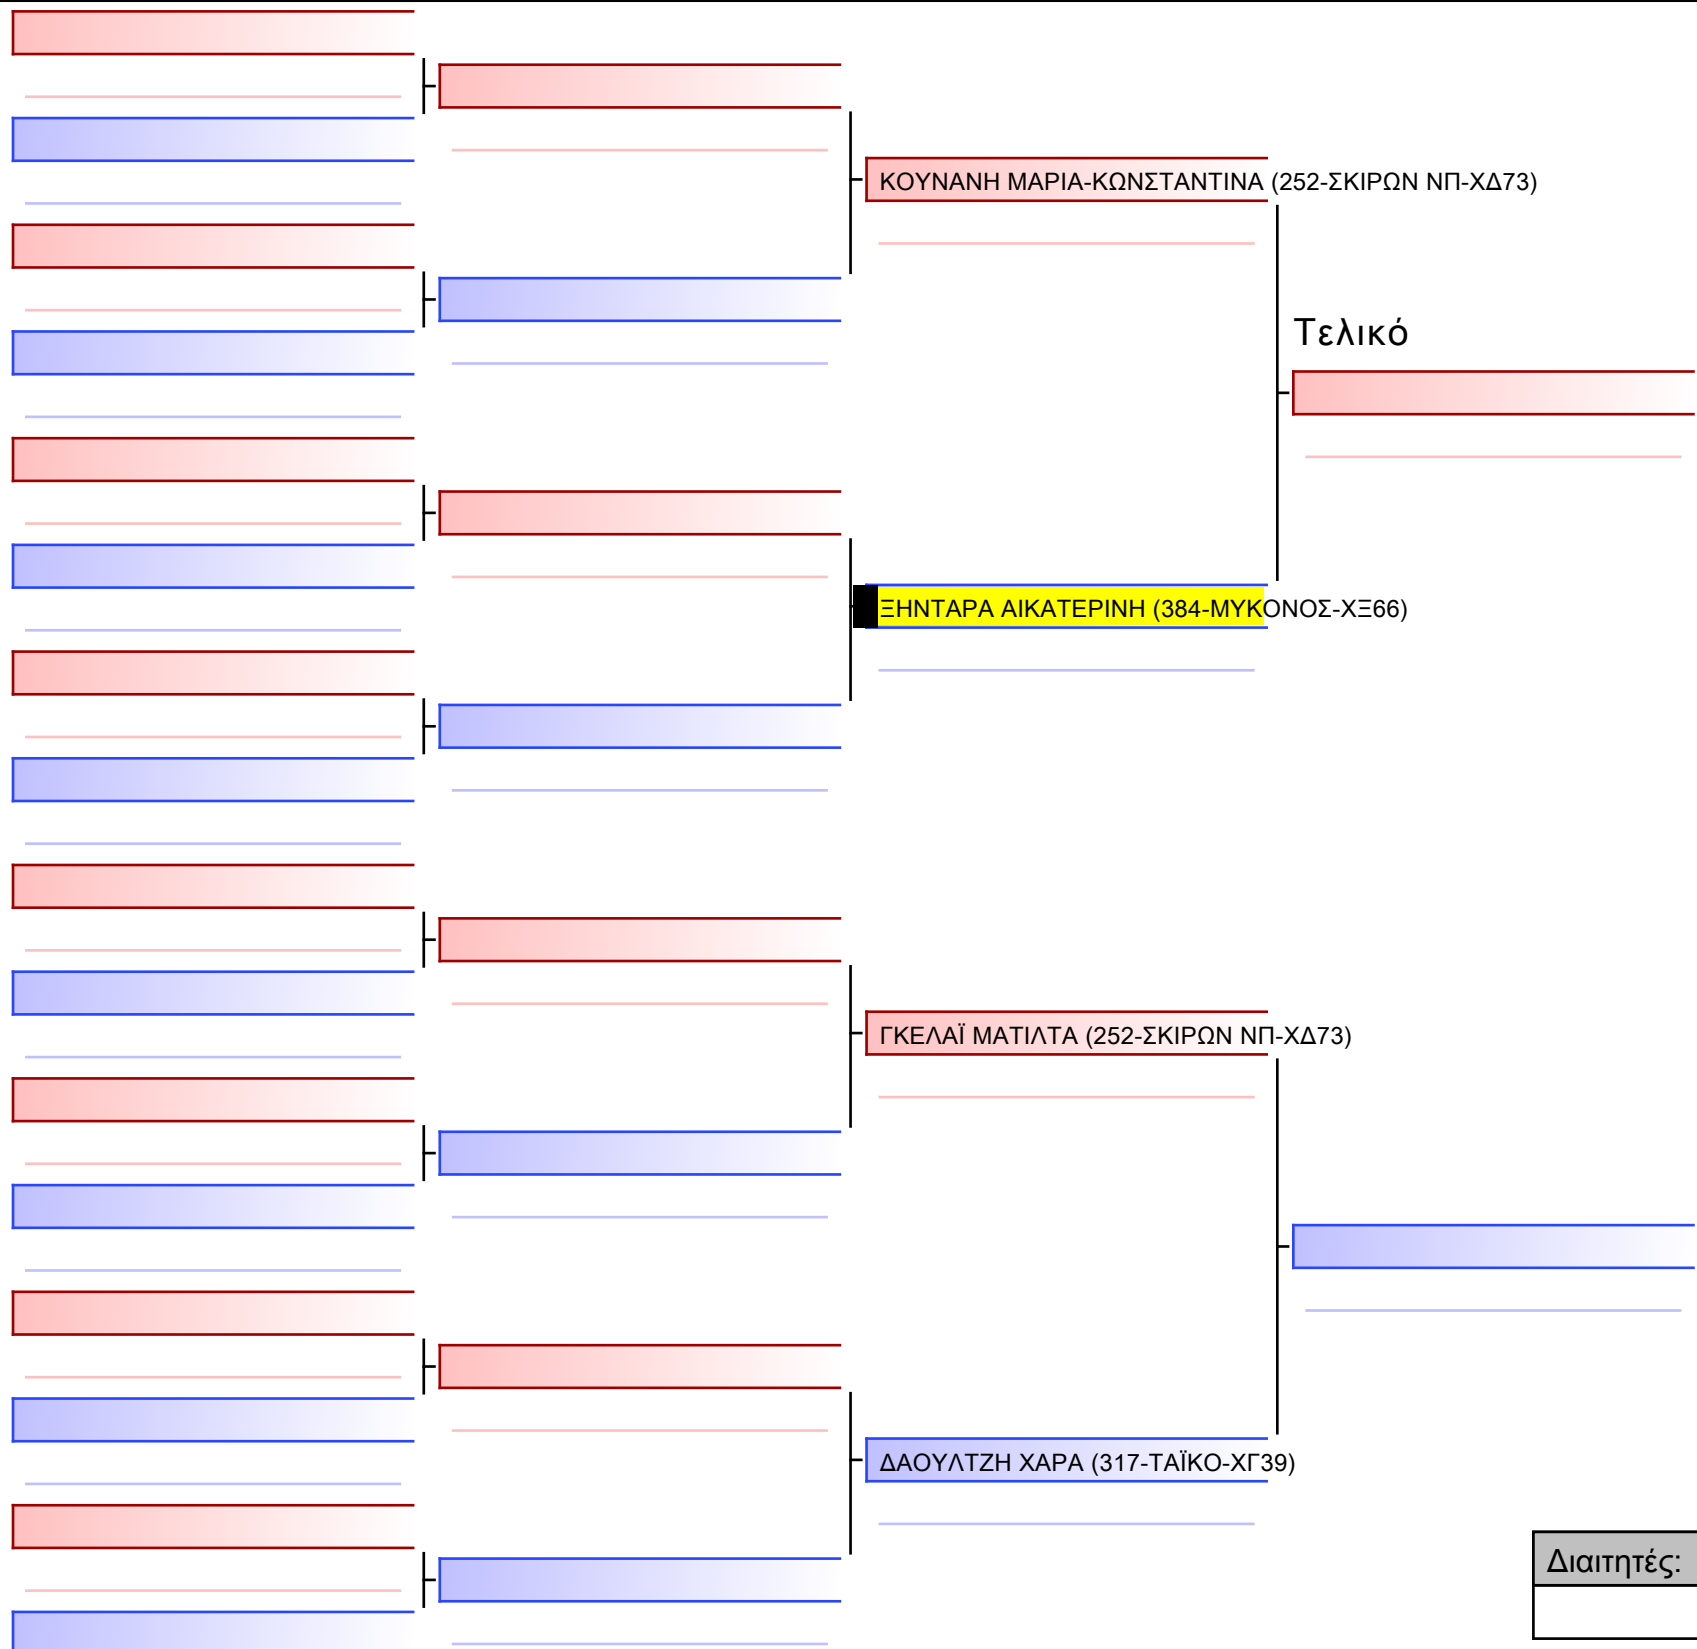 ΚΟΥΝΑΝΗ ΜΑΡΙΑ-ΚΩΝΣΤΑΝΤΙΝΑ (252-ΣΚΙΡΩΝ ΝΠ-ΧΔ73)
Τελικό
ΞΗΝΤΑΡΑ ΑΙΚΑΤΕΡΙΝΗ (384-ΜΥΚΟΝΟΣ-ΧΞ66)
ΓΚΕΛΑΪ ΜΑΤΙΛΤΑ (252-ΣΚΙΡΩΝ ΝΠ-ΧΔ73)
ΔΑΟΥΛΤΖΗ ΧΑΡΑ (317-ΤΑΪΚΟ-ΧΓ39)
Διαιτητές: